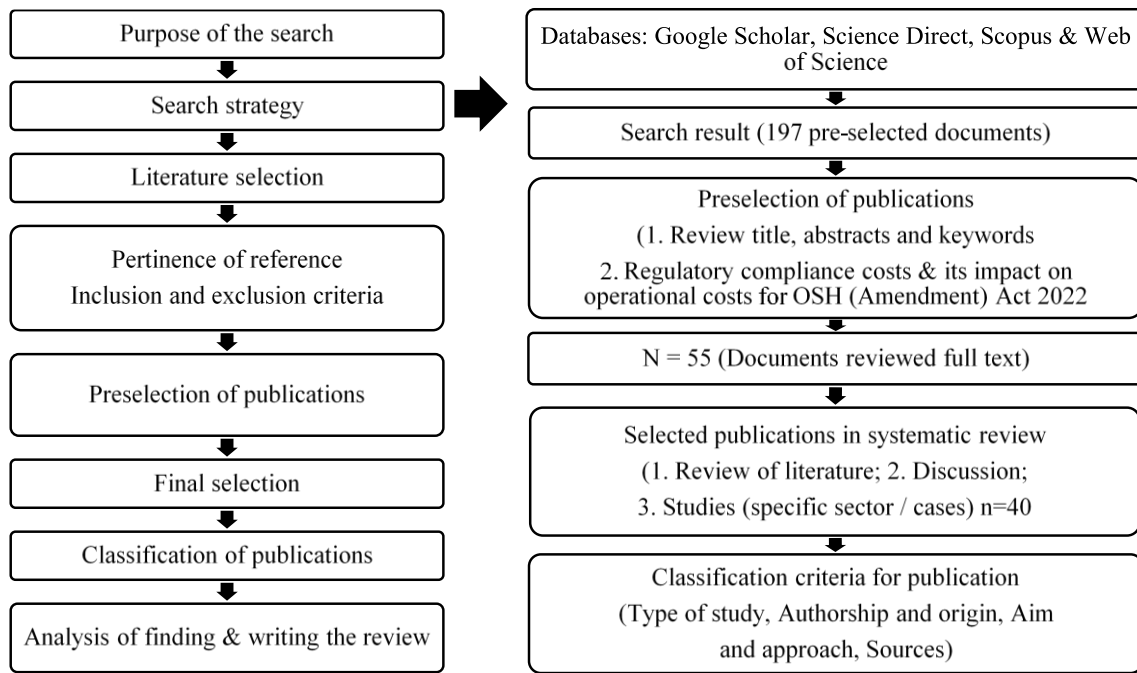 Purpose of the search
Search strategy
Literature selection
Pertinence of reference
Inclusion and exclusion criteria
Preselection of publications
Final selection
Classification of publications
Analysis of finding & writing the review
Databases: Google Scholar, Science Direct, Scopus & Web
of Science
Search result (197 pre-selected documents)
Preselection of publications
(1. Review title, abstracts and keywords
2. Regulatory compliance costs & its impact on
operational costs for OSH (Amendment) Act 2022
N = 55 (Documents reviewed full text)
Selected publications in systematic review
(1. Review of literature; 2. Discussion;
3. Studies (specific sector / cases) n=40
Classification criteria for publication
(Type of study, Authorship and origin, Aim
and approach, Sources)